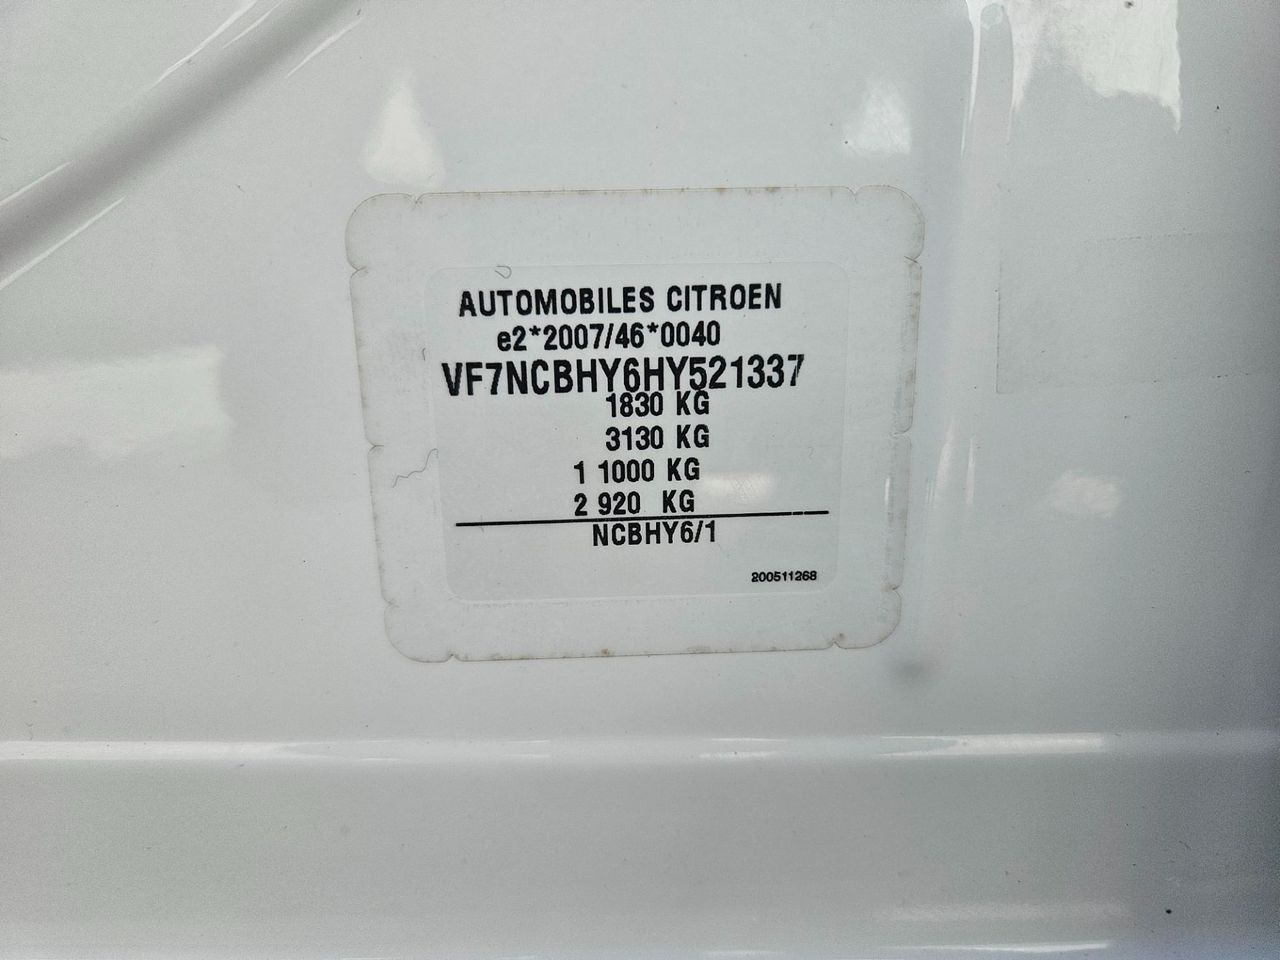 AUTOMOBILES CITROEN
e2*2007/46*0040
VF7NCBHY6HY521337
1830 KG
3130 KG
1 1000 KG
2 920 KG
NCBHY6/1
200511268